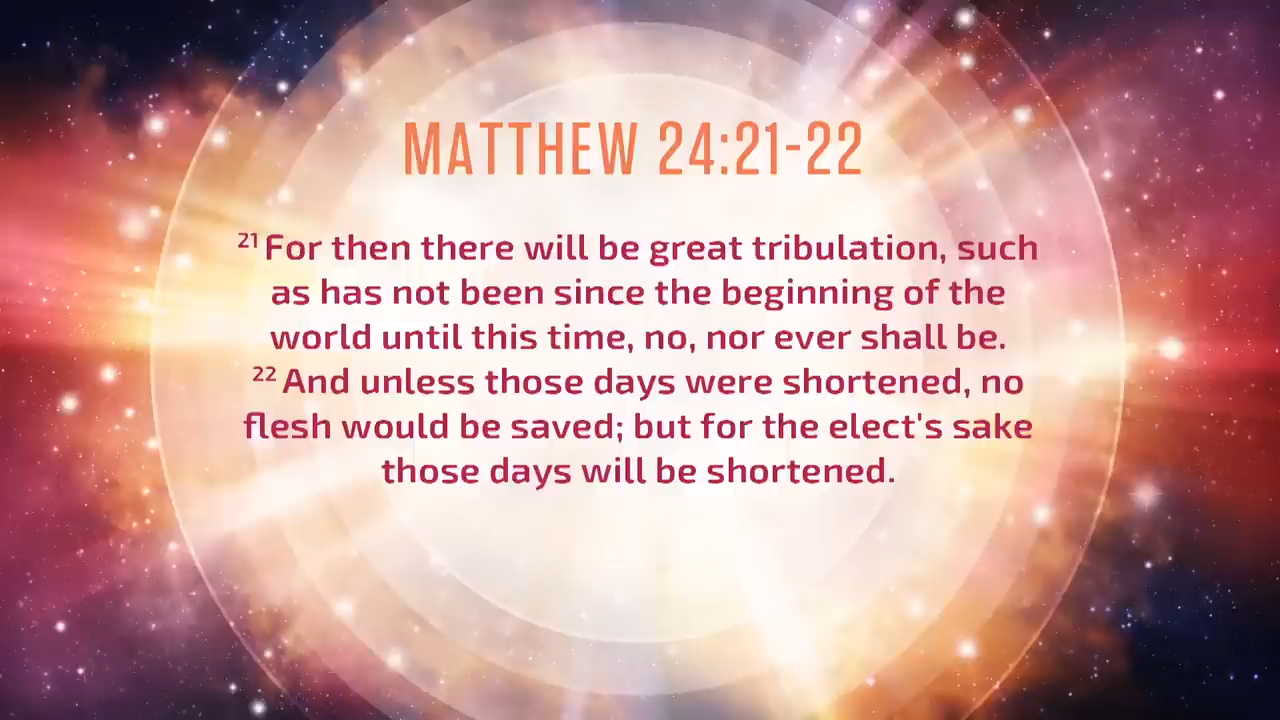 MATTHEW 24:21-22
21 For then there will be great tribulation, such
as has not been since the beginning of the
world until this time, no, nor ever shall be.
22 And unless those days were shortened, no
flesh would be saved; but for the elect's sake
those days will be shortened.